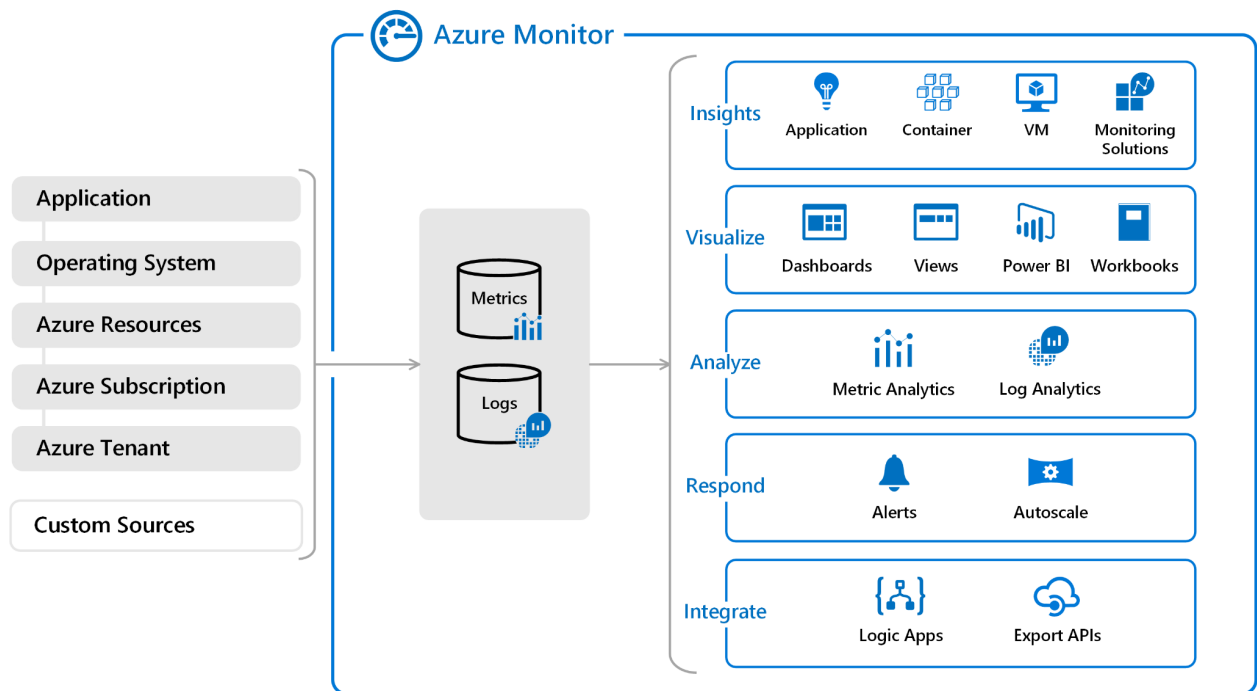 Azure Monitor
Application
Operating System
Azure Resources
Azure Subscription
Azure Tenant
Custom Sources
Metrics
Logs
Insights
Application
Container
VM
Monitoring
Solutions
Visualize
Dashboards
Views
Power BI
Workbooks
Analyze
Metric Analytics
Log Analytics
Respond
Alerts
Autoscale
Integrate
Logic Apps
Export APIs